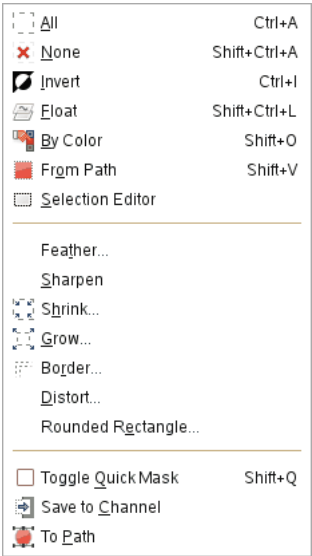 All Ctrl+A
None Shift+Ctrl+A
Invert Ctrl+I
Float Shift+Ctrl+L
By Color Shift+O
From Path Shift+V
Selection Editor
Feather...
Sharpen
Shrink...
Grow...
Border...
Distort...
Rounded Rectangle...
Toggle Quick Mask Shift+Q
Save to Channel
To Path